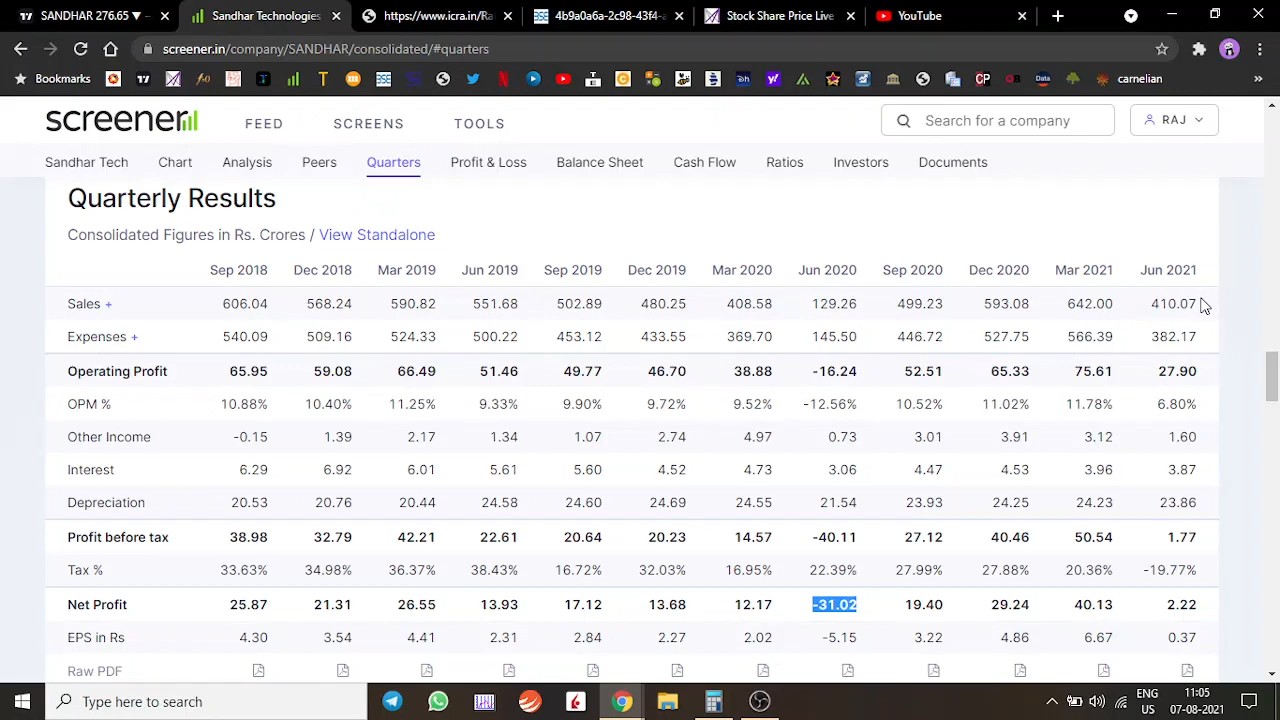 276.65 ▼
Sandhar Technologies
https://www.icra.in/Ra
4b9a0a6a-2c98-43f4-a
Stock Share Price Live
YouTube
screener.in/company/SANDHAR/consolidated/#quarters
Bookmarks
carnelian
screener
FEED SCREENS TOOLS
Search for a company
RAJ
Sandhar Tech Chart Analysis Peers Quarters Profit & Loss Balance Sheet Cash Flow Ratios Investors Documents
Quarterly Results
Consolidated Figures in Rs. Crores / View Standalone
Sep 2018 Dec 2018 Mar 2019 Jun 2019 Sep 2019 Dec 2019 Mar 2020 Jun 2020 Sep 2020 Dec 2020 Mar 2021 Jun 2021
Sales + 606.04 568.24 590.82 551.68 502.89 480.25 408.58 129.26 499.23 593.08 642.00 410.07
Expenses + 540.09 509.16 524.33 500.22 453.12 433.55 369.70 145.50 446.72 527.75 566.39 382.17
Operating Profit 65.95 59.08 66.49 51.46 49.77 46.70 38.88 -16.24 52.51 65.33 75.61 27.90
OPM % 10.88% 10.40% 11.25% 9.33% 9.90% 9.72% 9.52% -12.56% 10.52% 11.02% 11.78% 6.80%
Other Income -0.15 1.39 2.17 1.34 1.07 2.74 4.97 0.73 3.01 3.91 3.12 1.60
Interest 6.29 6.92 6.01 5.61 5.60 4.52 4.73 3.06 4.47 4.53 3.96 3.87
Depreciation 20.53 20.76 20.44 24.58 24.60 24.69 24.55 21.54 23.93 24.25 24.23 23.86
Profit before tax 38.98 32.79 42.21 22.61 20.64 20.23 14.57 -40.11 27.12 40.46 50.54 1.77
Tax % 33.63% 34.98% 36.37% 38.43% 16.72% 32.03% 16.95% 22.39% 27.99% 27.88% 20.36% -19.77%
Net Profit 25.87 21.31 26.55 13.93 17.12 13.68 12.17 -31.02 19.40 29.24 40.13 2.22
EPS in Rs 4.30 3.54 4.41 2.31 2.84 2.27 2.02 -5.15 3.22 4.86 6.67 0.37
Raw PDF
Type here to search
ENG
US
11:05
07-08-2021